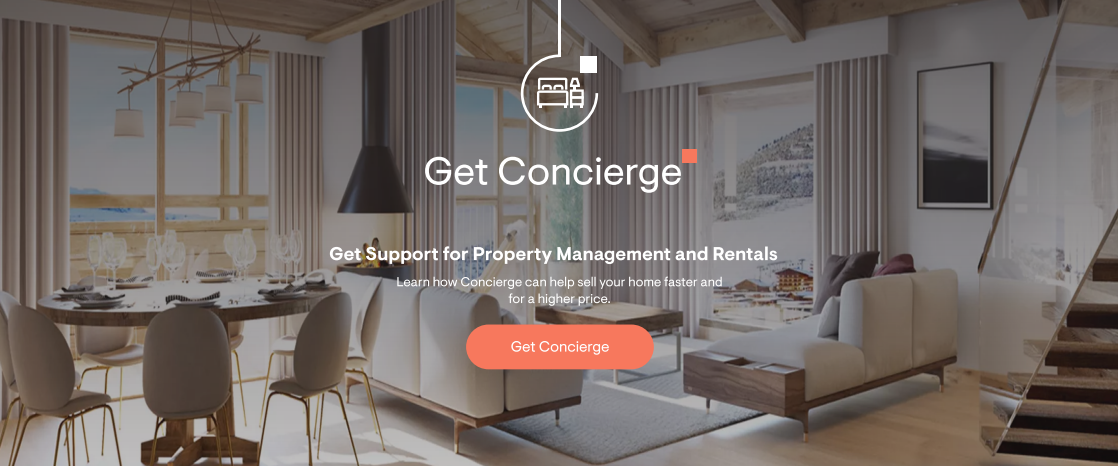 Get Concierge
Get Support for Property Management and Rentals
Learn how Concierge can help sell your home faster and
for a higher price.
Get Concierge